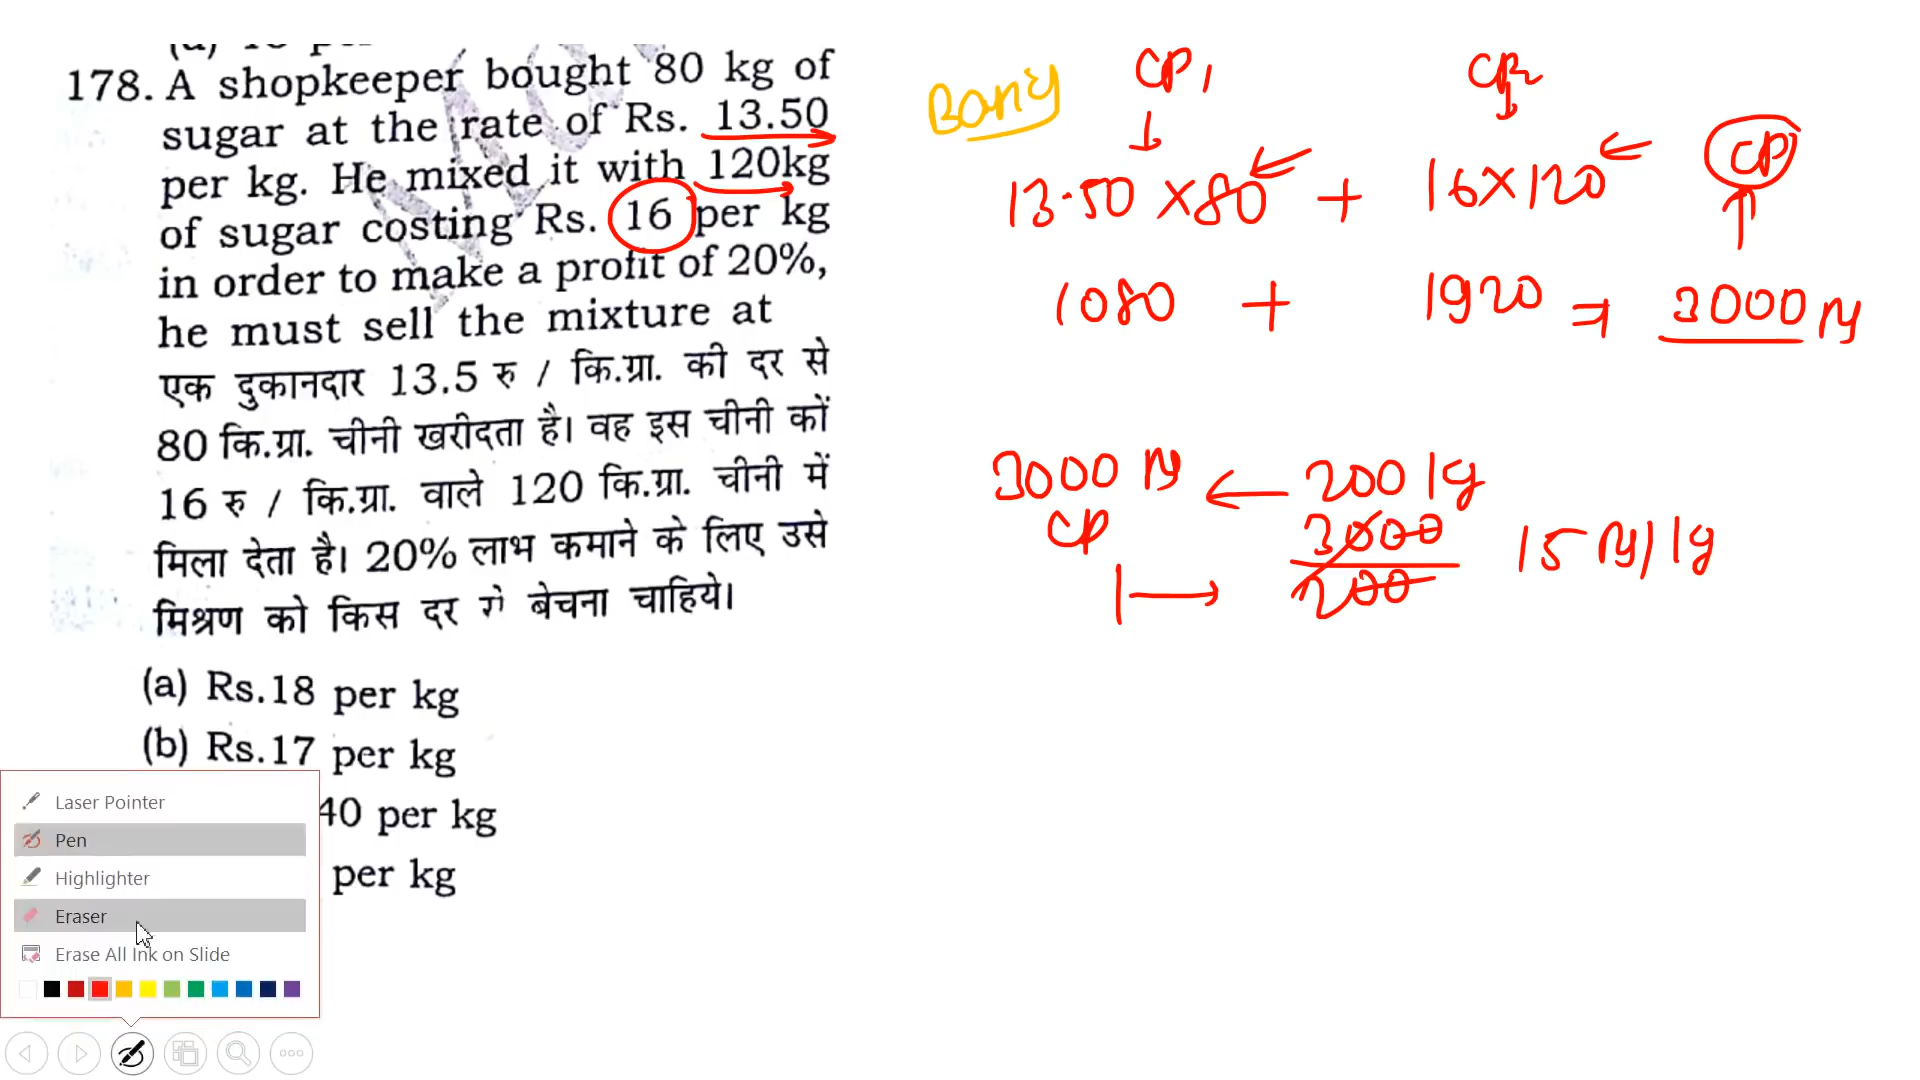 178. A shopkeeper bought 80 kg of
sugar at the rate of Rs. 13.50
per kg. He mixed it with 120kg
of sugar costing Rs. 16 per kg
in order to make a profit of 20%,
he must sell the mixture at
एक दुकानदार 13.5 रु / कि.ग्रा. की दर से
80 कि.ग्रा. चीनी खरीदता है। वह इस चीनी कों
16 रु / कि.ग्रा. वाले 120 कि.ग्रा. चीनी में
मिला देता है। 20% लाभ कमाने के लिए उसे
मिश्रण को किस दर से बेचना चाहिये।
(a) Rs.18 per kg
(b) Rs.17 per kg
40 per kg
per kg
CP1 CP2
13.50 × 80 + 16 × 120 CP
1080 + 1920 = 3000 Rs
3000 Rs ← 200 kg
CP
1 → 3000/200 15 Rs/kg
Laser Pointer
Pen
Highlighter
Eraser
Erase All Ink on Slide